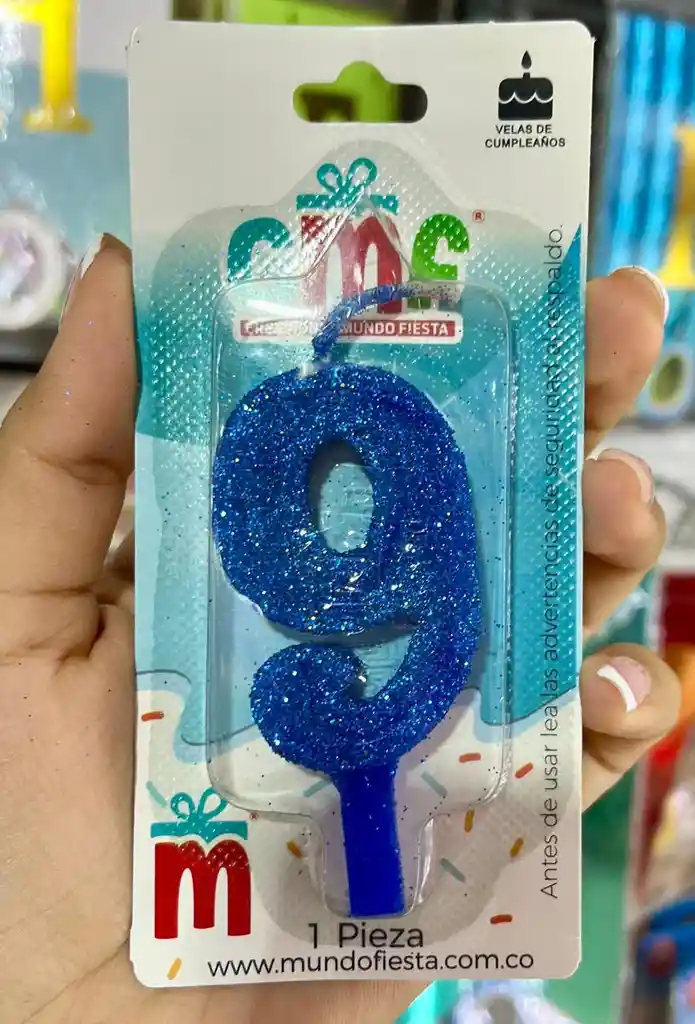 VELAS DE
CUMPLEAÑOS
cmf®
MUNDO FIESTA
9
Antes de usar lea las advertencias de seguridad al respaldo.
m®
1 Pieza
www.mundofiesta.com.co